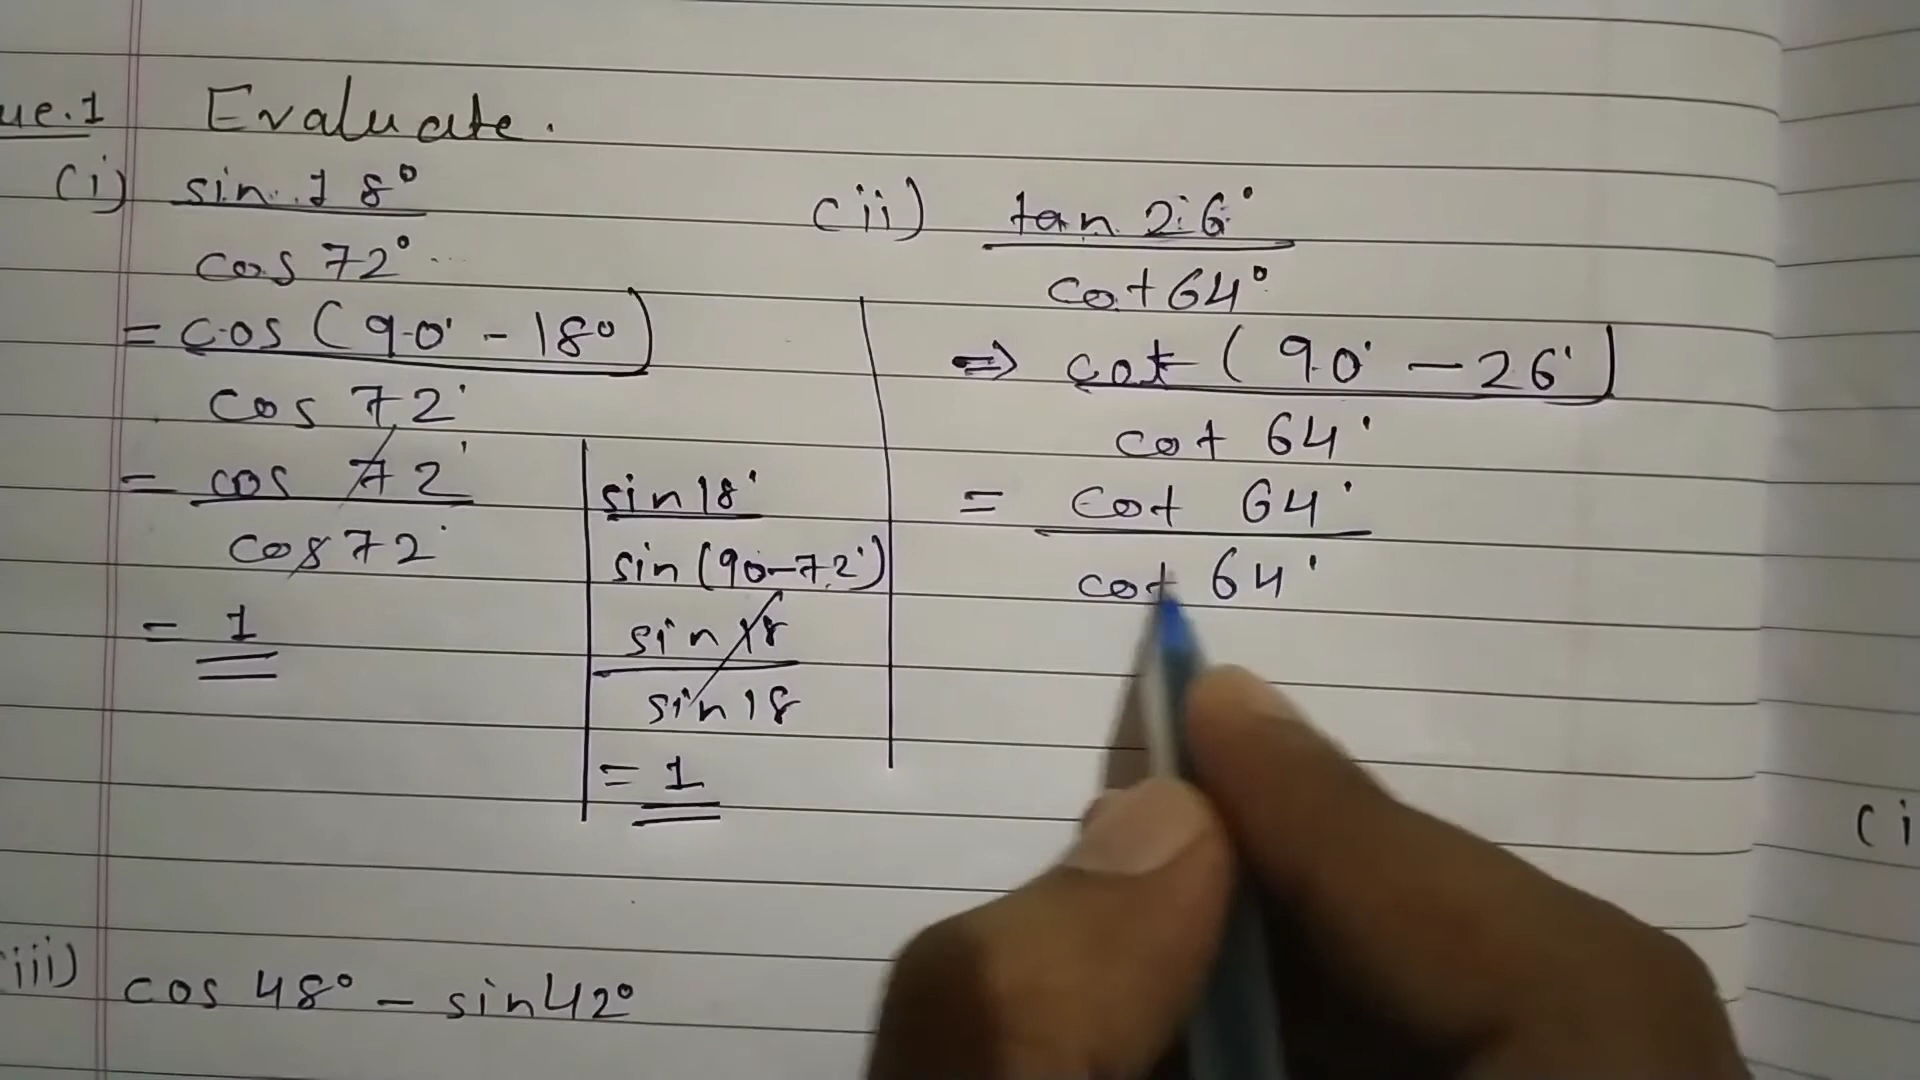 ue.1 Evaluate.
(i) sin 18°
cos 72°
= cos (90° - 18°)
cos 72°
= cos 72°
cos 72°
= 1
sin 18°
sin (90-72°)
sin 18
sin 18
= 1
(ii) tan 26°
cot 64°
⇒ cot (90° - 26°)
cot 64°
= cot 64°
cot 64°
iii) cos 48° - sin 42°
(i